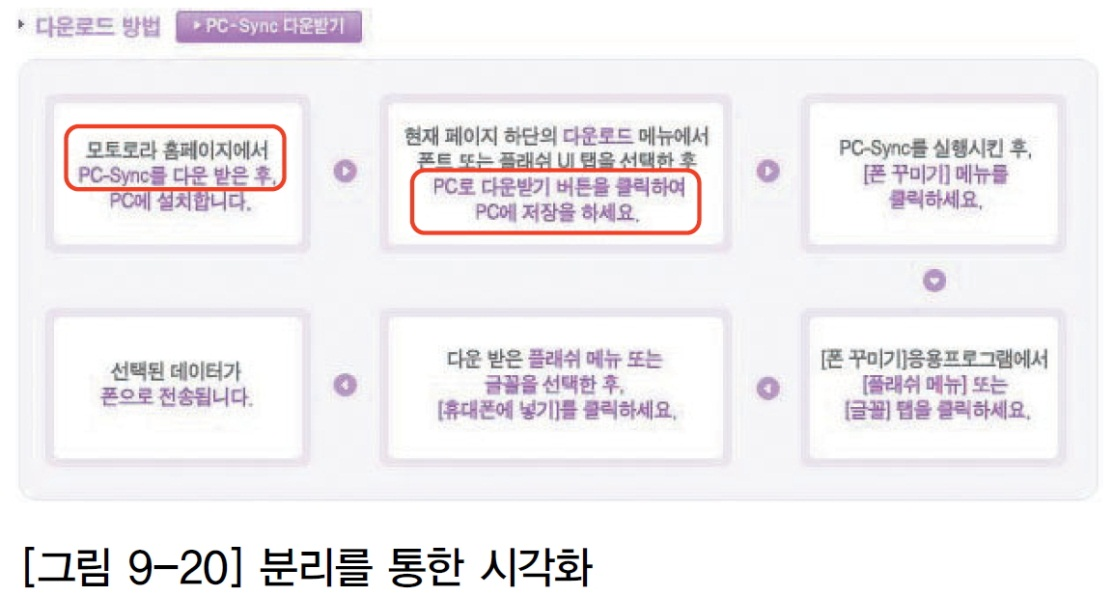 다운로드 방법
PC-Sync 다운받기
모토로라 홈페이지에서
PC-Sync를 다운 받은 후,
PC에 설치합니다.
현재 페이지 하단의 다운로드 메뉴에서
폰트 또는 플래쉬 UI 탭을 선택한 후
PC로 다운받기 버튼을 클릭하여
PC에 저장을 하세요.
PC-Sync를 실행시킨 후,
[폰 꾸미기] 메뉴를
클릭하세요.
[폰 꾸미기]응용프로그램에서
[플래쉬 메뉴] 또는
[글꼴] 탭을 클릭하세요.
다운 받은 플래쉬 메뉴 또는
글꼴을 선택한 후,
[휴대폰에 넣기]를 클릭하세요.
선택된 데이터가
폰으로 전송됩니다.
[그림 9-20] 분리를 통한 시각화